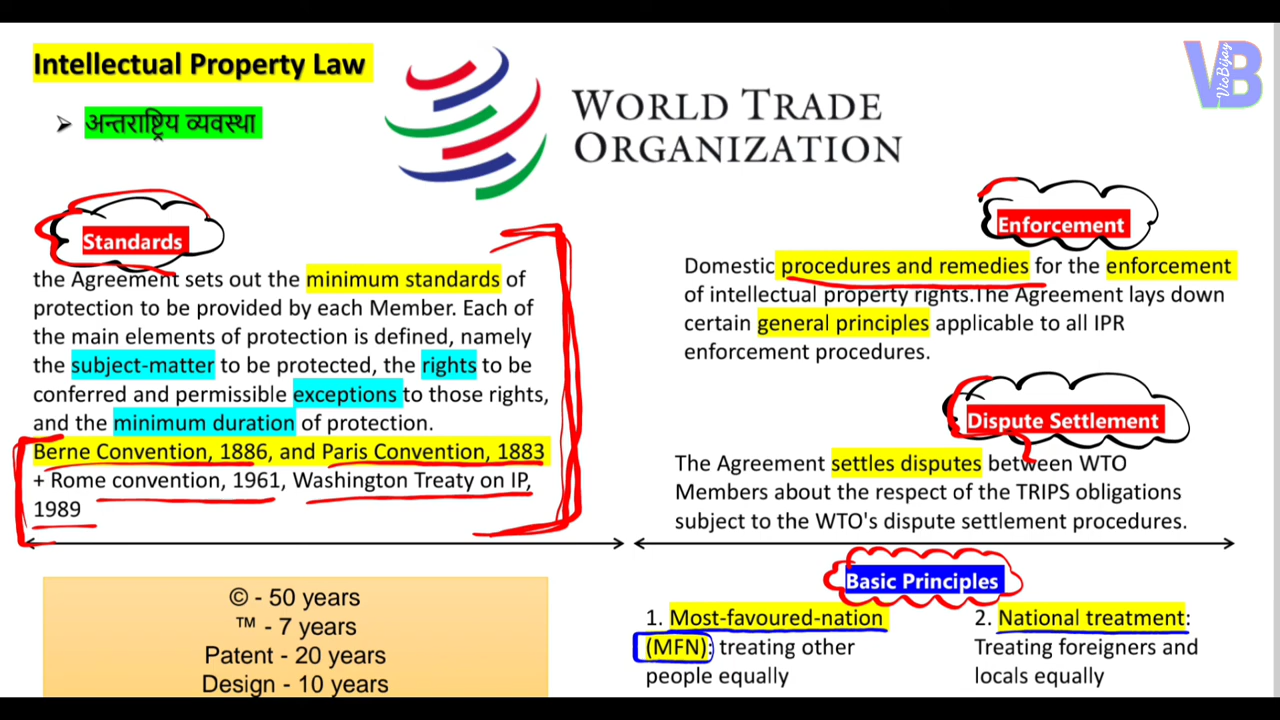 Intellectual Property Law
VB
VicBijay
➤ अन्तराष्ट्रिय व्यवस्था
WORLD TRADE
ORGANIZATION
Standards
the Agreement sets out the minimum standards of
protection to be provided by each Member. Each of
the main elements of protection is defined, namely
the subject-matter to be protected, the rights to be
conferred and permissible exceptions to those rights,
and the minimum duration of protection.
Berne Convention, 1886, and Paris Convention, 1883
+ Rome convention, 1961, Washington Treaty on IP,
1989
© - 50 years
™ - 7 years
Patent - 20 years
Design - 10 years
Enforcement
Domestic procedures and remedies for the enforcement
of intellectual property rights.The Agreement lays down
certain general principles applicable to all IPR
enforcement procedures.
Dispute Settlement
The Agreement settles disputes between WTO
Members about the respect of the TRIPS obligations
subject to the WTO's dispute settlement procedures.
Basic Principles
1. Most-favoured-nation
(MFN): treating other
people equally
2. National treatment:
Treating foreigners and
locals equally